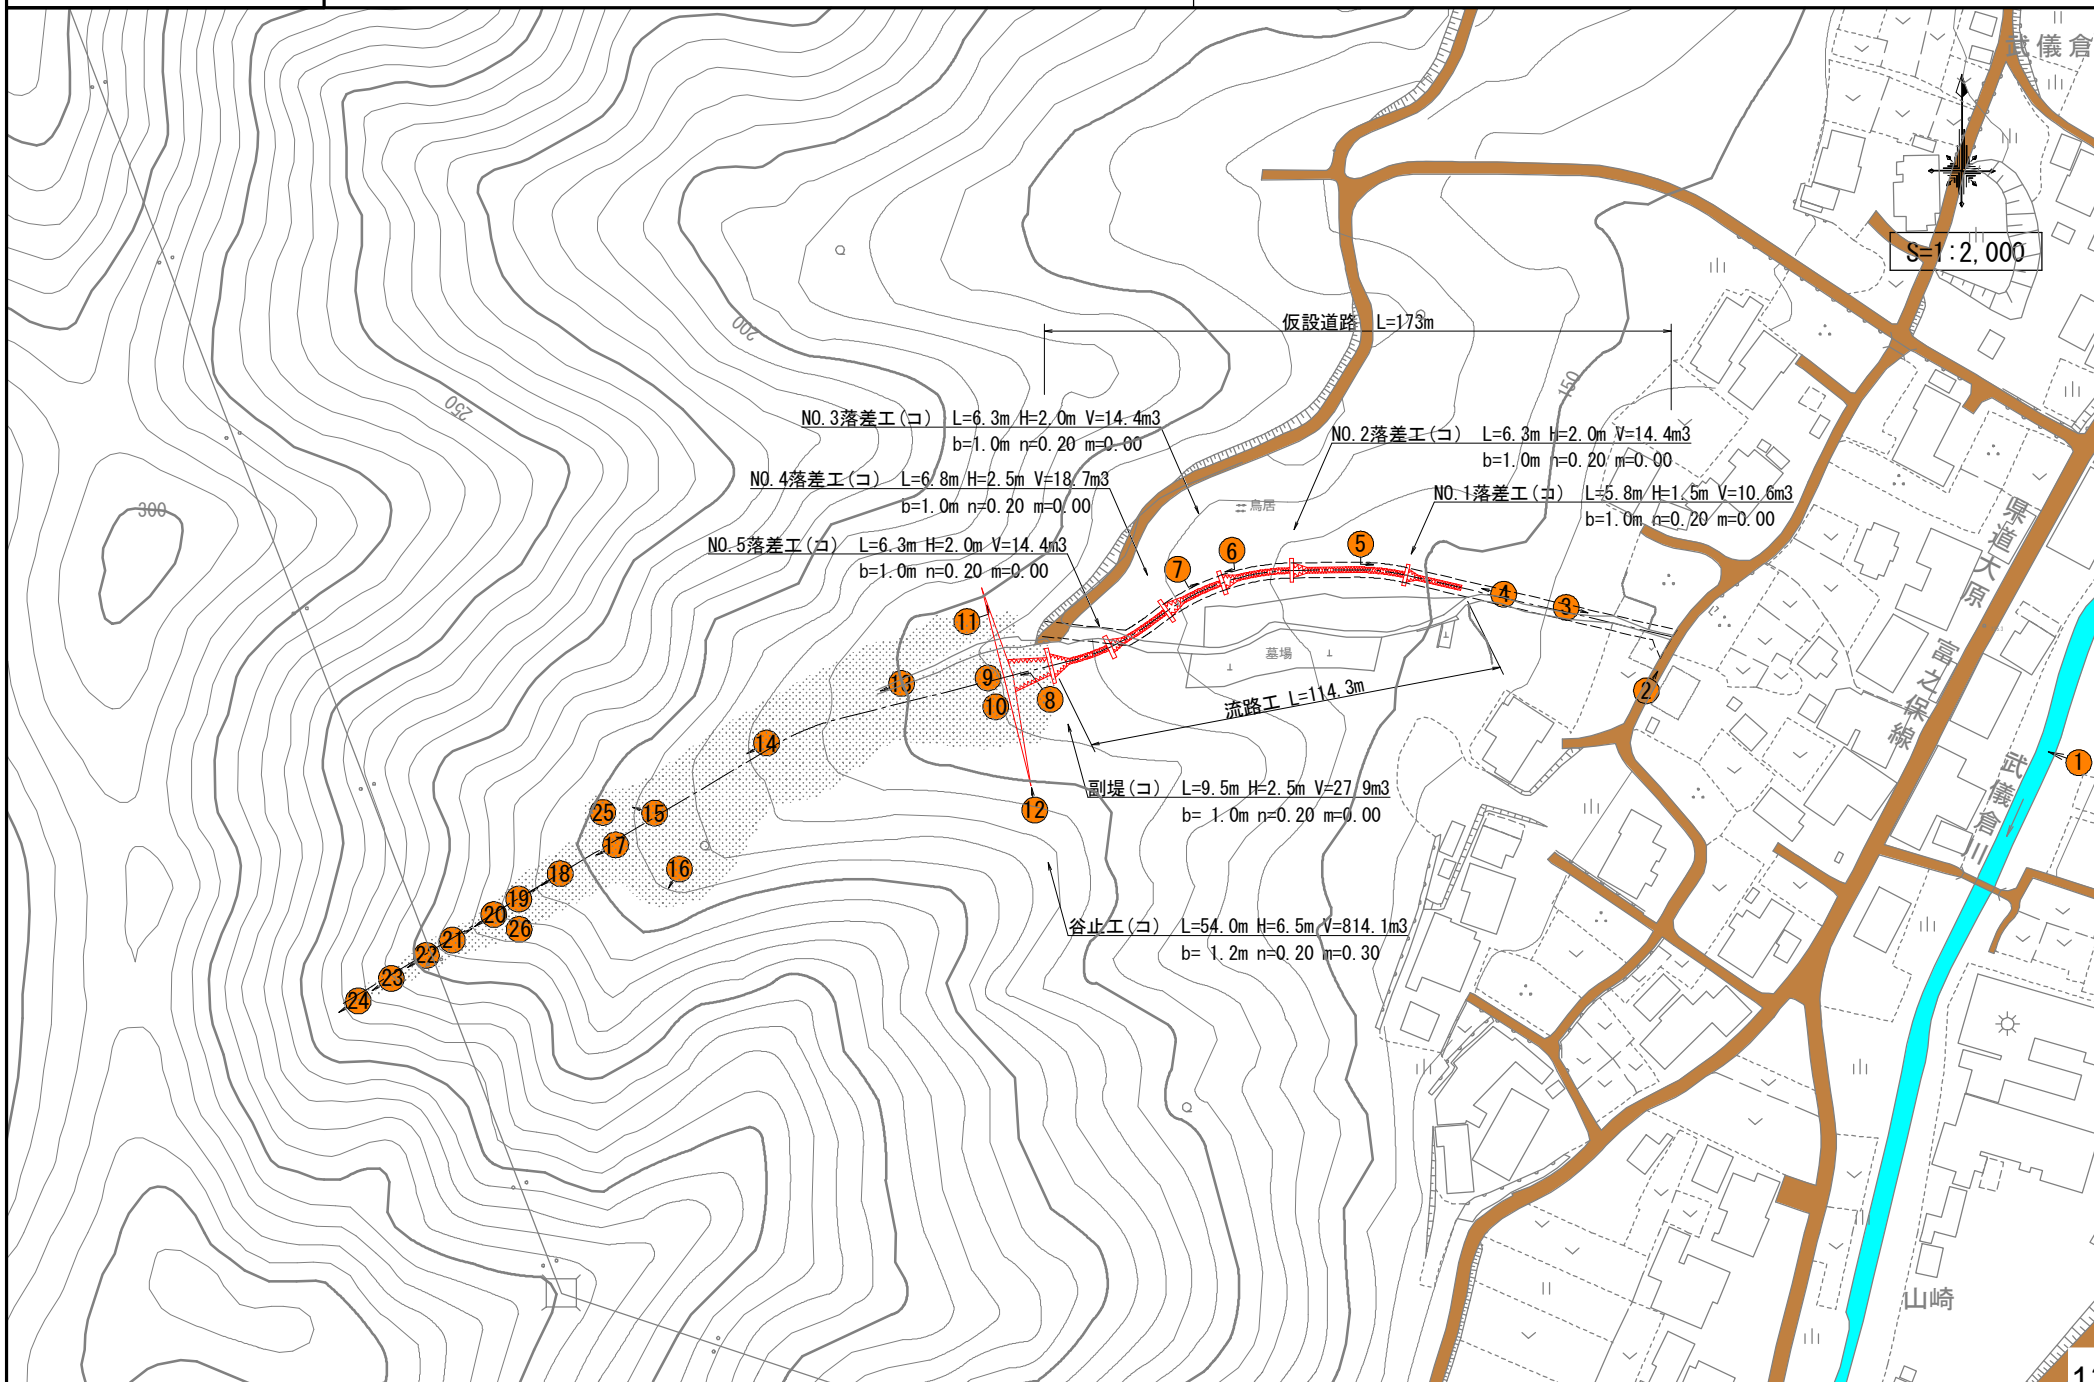 武儀倉
S=1:2,000
仮設道路 L=173m
150
200
250
300
NO.3落差工(コ) L=6.3m H=2.0m V=14.4m3
b=1.0m n=0.20 m=0.00
NO.2落差工(コ) L=6.3m H=2.0m V=14.4m3
b=1.0m n=0.20 m=0.00
NO.4落差工(コ) L=6.8m H=2.5m V=18.7m3
b=1.0m n=0.20 m=0.00
NO.1落差工(コ) L=5.8m H=1.5m V=10.6m3
b=1.0m n=0.20 m=0.00
NO.5落差工(コ) L=6.3m H=2.0m V=14.4m3
b=1.0m n=0.20 m=0.00
鳥居
県道大原
富之保線
5
6
7
4
3
11
墓場
9
13
10
8
2
流路工 L=114.3m
14
武儀倉川
1
副堤(コ) L=9.5m H=2.5m V=27.9m3
b= 1.0m n=0.20 m=0.00
12
25
15
17
16
18
19
20
26
21
22
23
24
谷止工(コ) L=54.0m H=6.5m V=814.1m3
b= 1.2m n=0.20 m=0.30
山崎